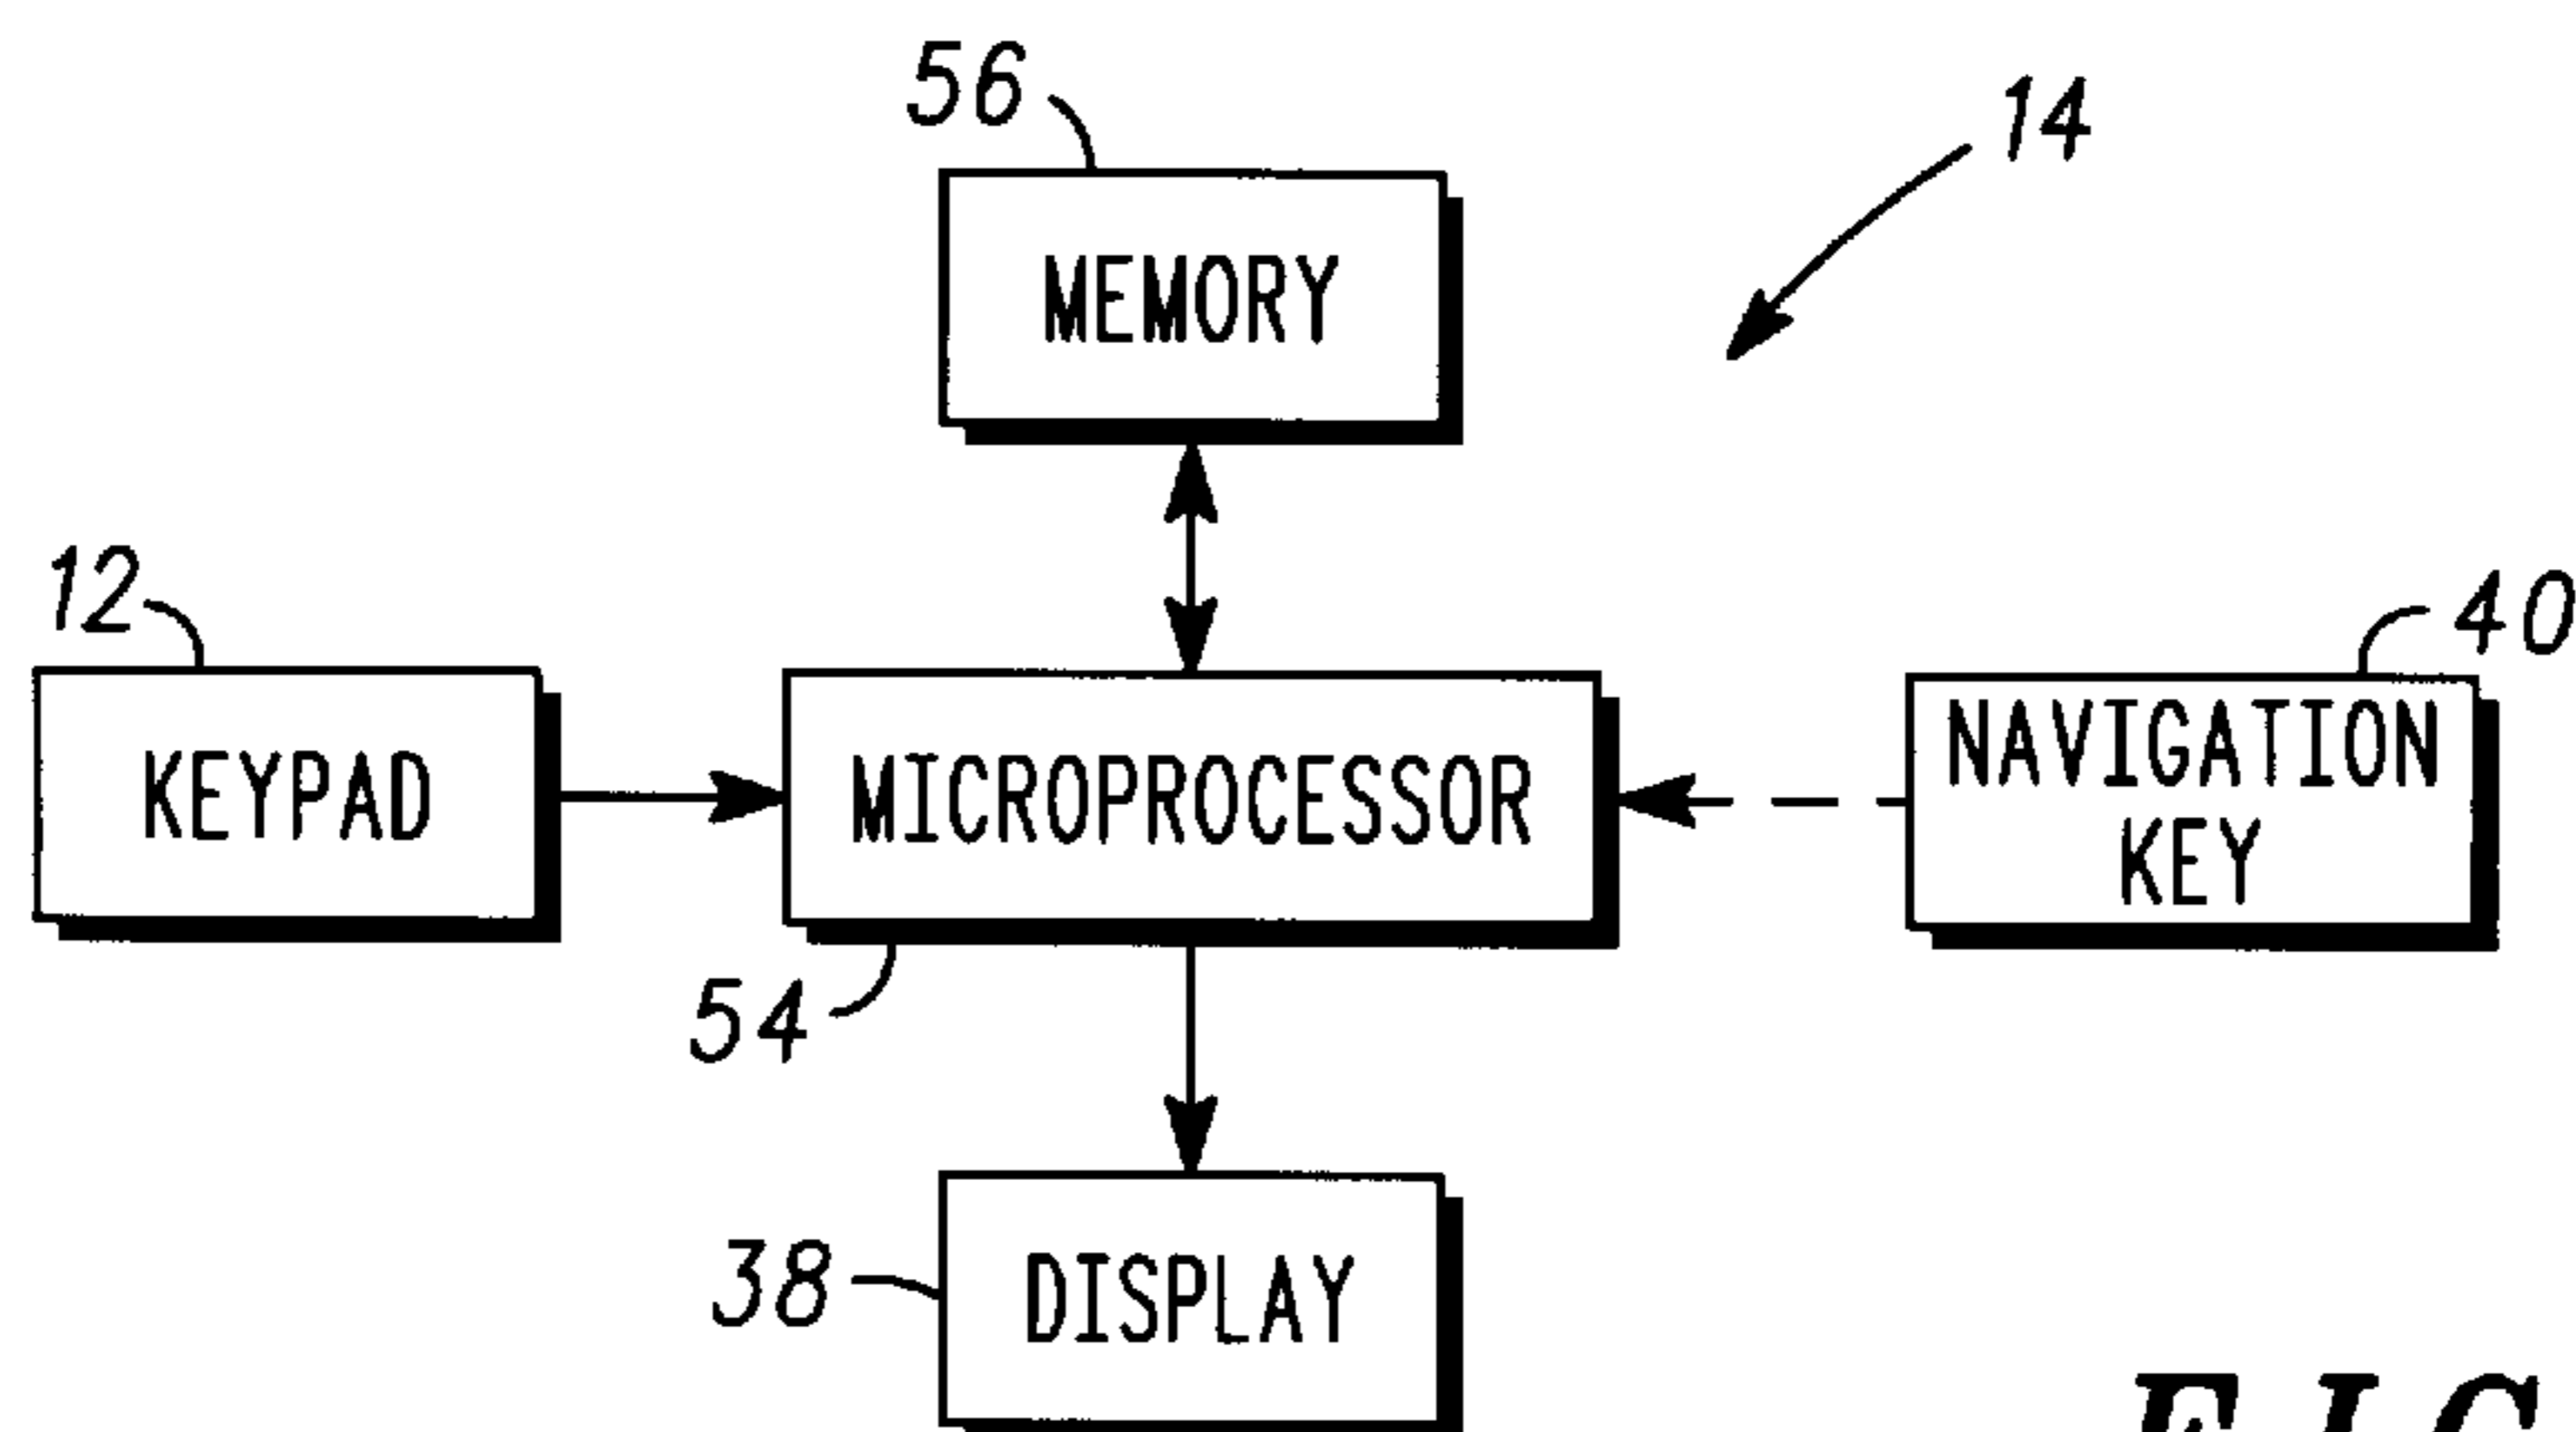 56
14
MEMORY
12
40
KEYPAD
MICROPROCESSOR
NAVIGATION
KEY
54
38
DISPLAY